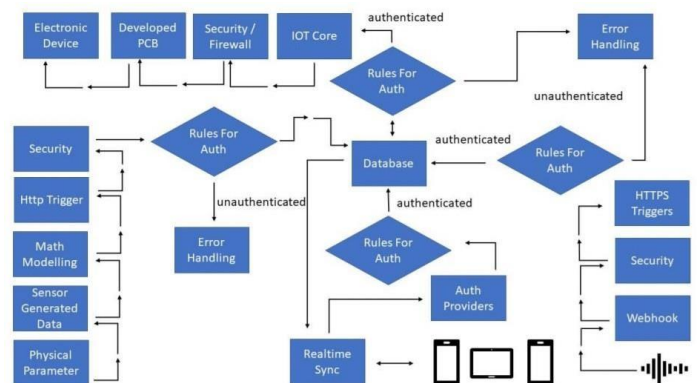 authenticated
Electronic
Device
Developed
PCB
Security /
Firewall
IOT Core
Error
Handling
Rules For
Auth
unauthenticated
Rules For
Auth
authenticated
Security
Database
Rules For
Auth
Http Trigger
unauthenticated
authenticated
HTTPS
Triggers
Error
Handling
Rules For
Auth
Math
Modelling
Security
Auth
Providers
Sensor
Generated
Data
Webhook
Physical
Parameter
Realtime
Sync